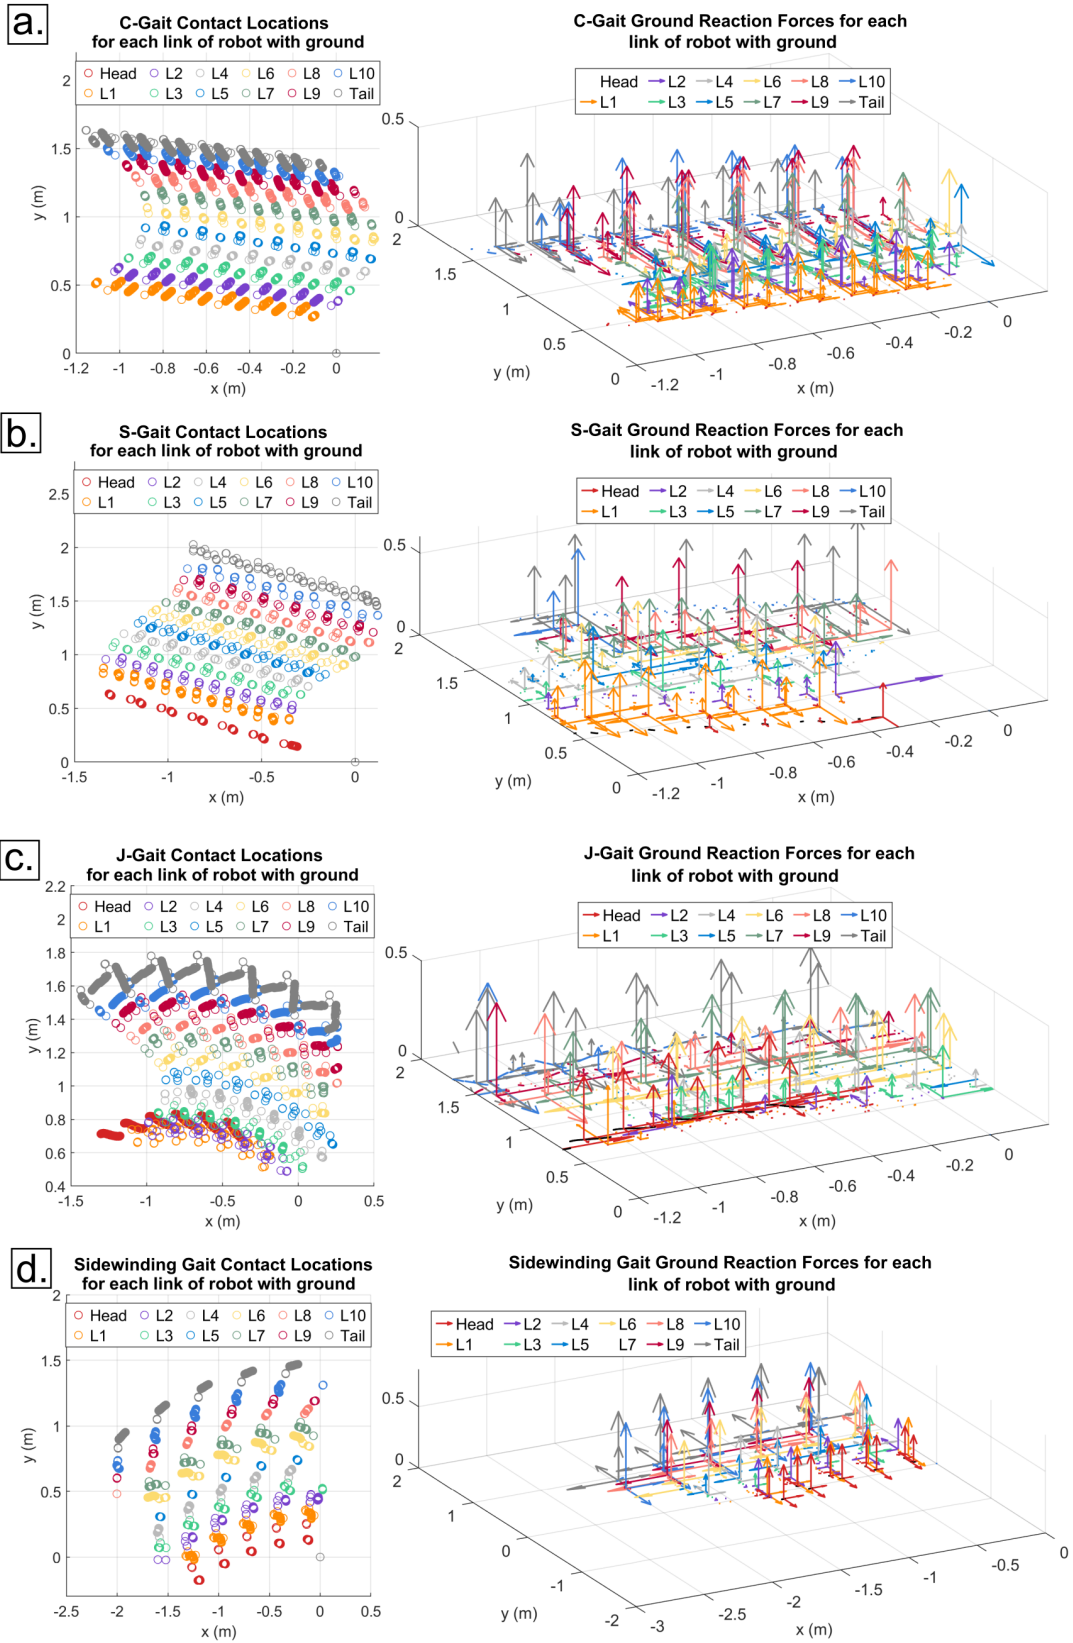 a.
C-Gait Contact Locations
for each link of robot with ground
Head L2 L4 L6 L8 L10
L1 L3 L5 L7 L9 Tail
2
1.5
1
0.5
0
y (m)
-1.2 -1 -0.8 -0.6 -0.4 -0.2 0
x (m)
C-Gait Ground Reaction Forces for each
link of robot with ground
Head L2 L4 L6 L8 L10
L1 L3 L5 L7 L9 Tail
0.5
0
2
1.5
1
0.5
0
y (m)
-1.2 -1 -0.8 -0.6 -0.4 -0.2 0
x (m)
b.
S-Gait Contact Locations
for each link of robot with ground
Head L2 L4 L6 L8 L10
L1 L3 L5 L7 L9 Tail
2.5
2
1.5
1
0.5
0
y (m)
-1.5 -1 -0.5 0
x (m)
S-Gait Ground Reaction Forces for each
link of robot with ground
Head L2 L4 L6 L8 L10
L1 L3 L5 L7 L9 Tail
0.5
0
2
1.5
1
0.5
0
y (m)
-1.2 -1 -0.8 -0.6 -0.4 -0.2 0
x (m)
c.
J-Gait Contact Locations
for each link of robot with ground
Head L2 L4 L6 L8 L10
L1 L3 L5 L7 L9 Tail
2.2
2
1.8
1.6
1.4
1.2
1
0.8
0.6
0.4
y (m)
-1.5 -1 -0.5 0 0.5
x (m)
J-Gait Ground Reaction Forces for each
link of robot with ground
Head L2 L4 L6 L8 L10
L1 L3 L5 L7 L9 Tail
0.5
0
2
1.5
1
0.5
0
y (m)
-1.2 -1 -0.8 -0.6 -0.4 -0.2 0
x (m)
d.
Sidewinding Gait Contact Locations
for each link of robot with ground
Head L2 L4 L6 L8 L10
L1 L3 L5 L7 L9 Tail
2
1.5
1
0.5
0
y (m)
-2.5 -2 -1.5 -1 -0.5 0 0.5
x (m)
Sidewinding Gait Ground Reaction Forces for each
link of robot with ground
Head L2 L4 L6 L8 L10
L1 L3 L5 L7 L9 Tail
0.5
0
2
1
0
-1
-2
y (m)
-3 -2.5 -2 -1.5 -1 -0.5 0
x (m)